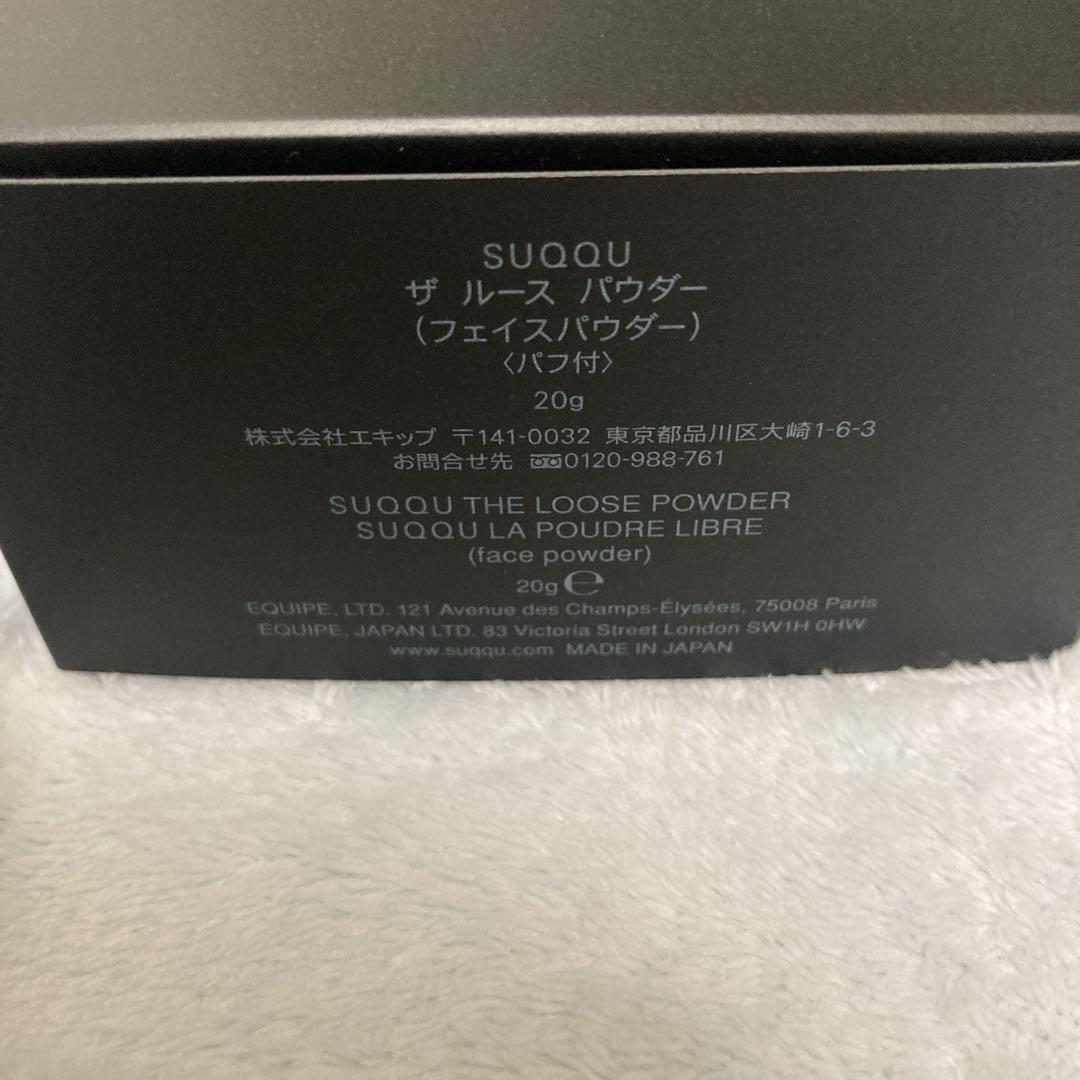 SUQQU
ザ ルース パウダー
(フェイスパウダー)
〈パフ付〉
20g
株式会社エキップ 〒141-0032 東京都品川区大崎1-6-3
お問合せ先 0120-988-761
SUQQU THE LOOSE POWDER
SUQQU LA POUDRE LIBRE
(face powder)
20g ℮
EQUIPE, LTD. 121 Avenue des Champs-Élysées, 75008 Paris
EQUIPE, JAPAN LTD. 83 Victoria Street London SW1H 0HW
www.suqqu.com MADE IN JAPAN